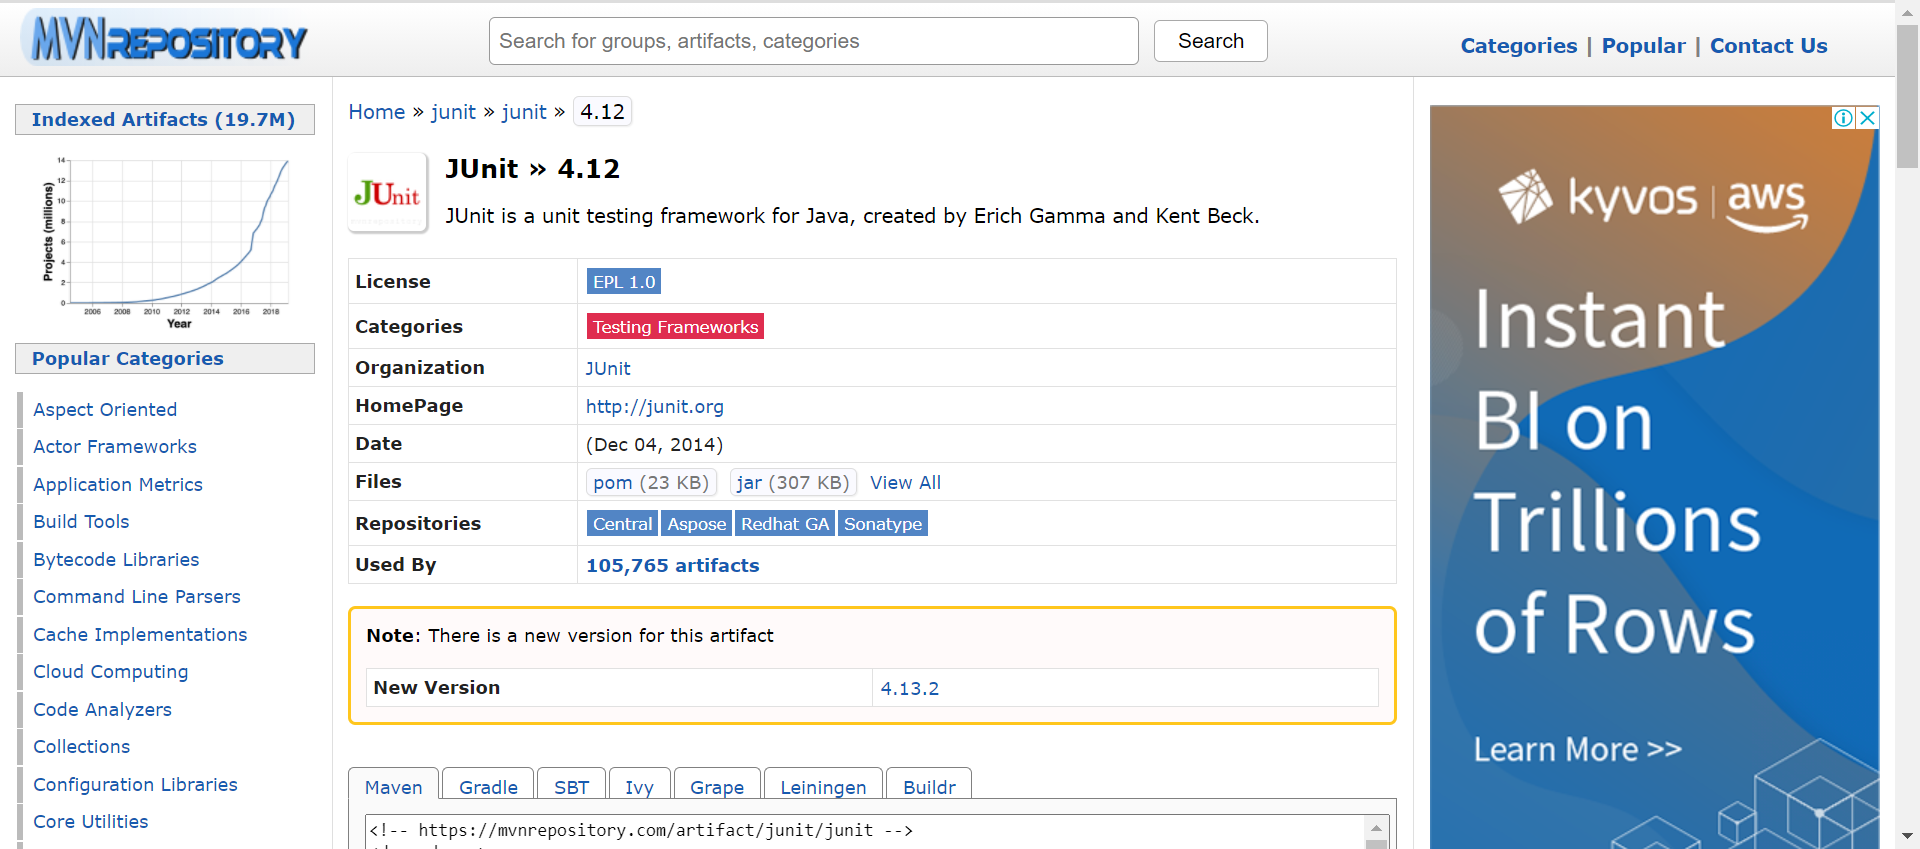 MVNREPOSITORY
Search for groups, artifacts, categories
Search
Categories | Popular | Contact Us
Indexed Artifacts (19.7M)
Projects (millions)
14
12
10
8
6
4
2
0
2006 2008 2010 2012 2014 2016 2018
Year
Popular Categories
Aspect Oriented
Actor Frameworks
Application Metrics
Build Tools
Bytecode Libraries
Command Line Parsers
Cache Implementations
Cloud Computing
Code Analyzers
Collections
Configuration Libraries
Core Utilities
Home » junit » junit » 4.12
JUnit
JUnit » 4.12
JUnit is a unit testing framework for Java, created by Erich Gamma and Kent Beck.
License EPL 1.0
Categories Testing Frameworks
Organization JUnit
HomePage http://junit.org
Date (Dec 04, 2014)
Files pom (23 KB) jar (307 KB) View All
Repositories Central Aspose Redhat GA Sonatype
Used By 105,765 artifacts
Note: There is a new version for this artifact
New Version 4.13.2
Maven Gradle SBT Ivy Grape Leiningen Buildr
<!-- https://mvnrepository.com/artifact/junit/junit -->
kyvos | aws
Instant
BI on
Trillions
of Rows
Learn More >>